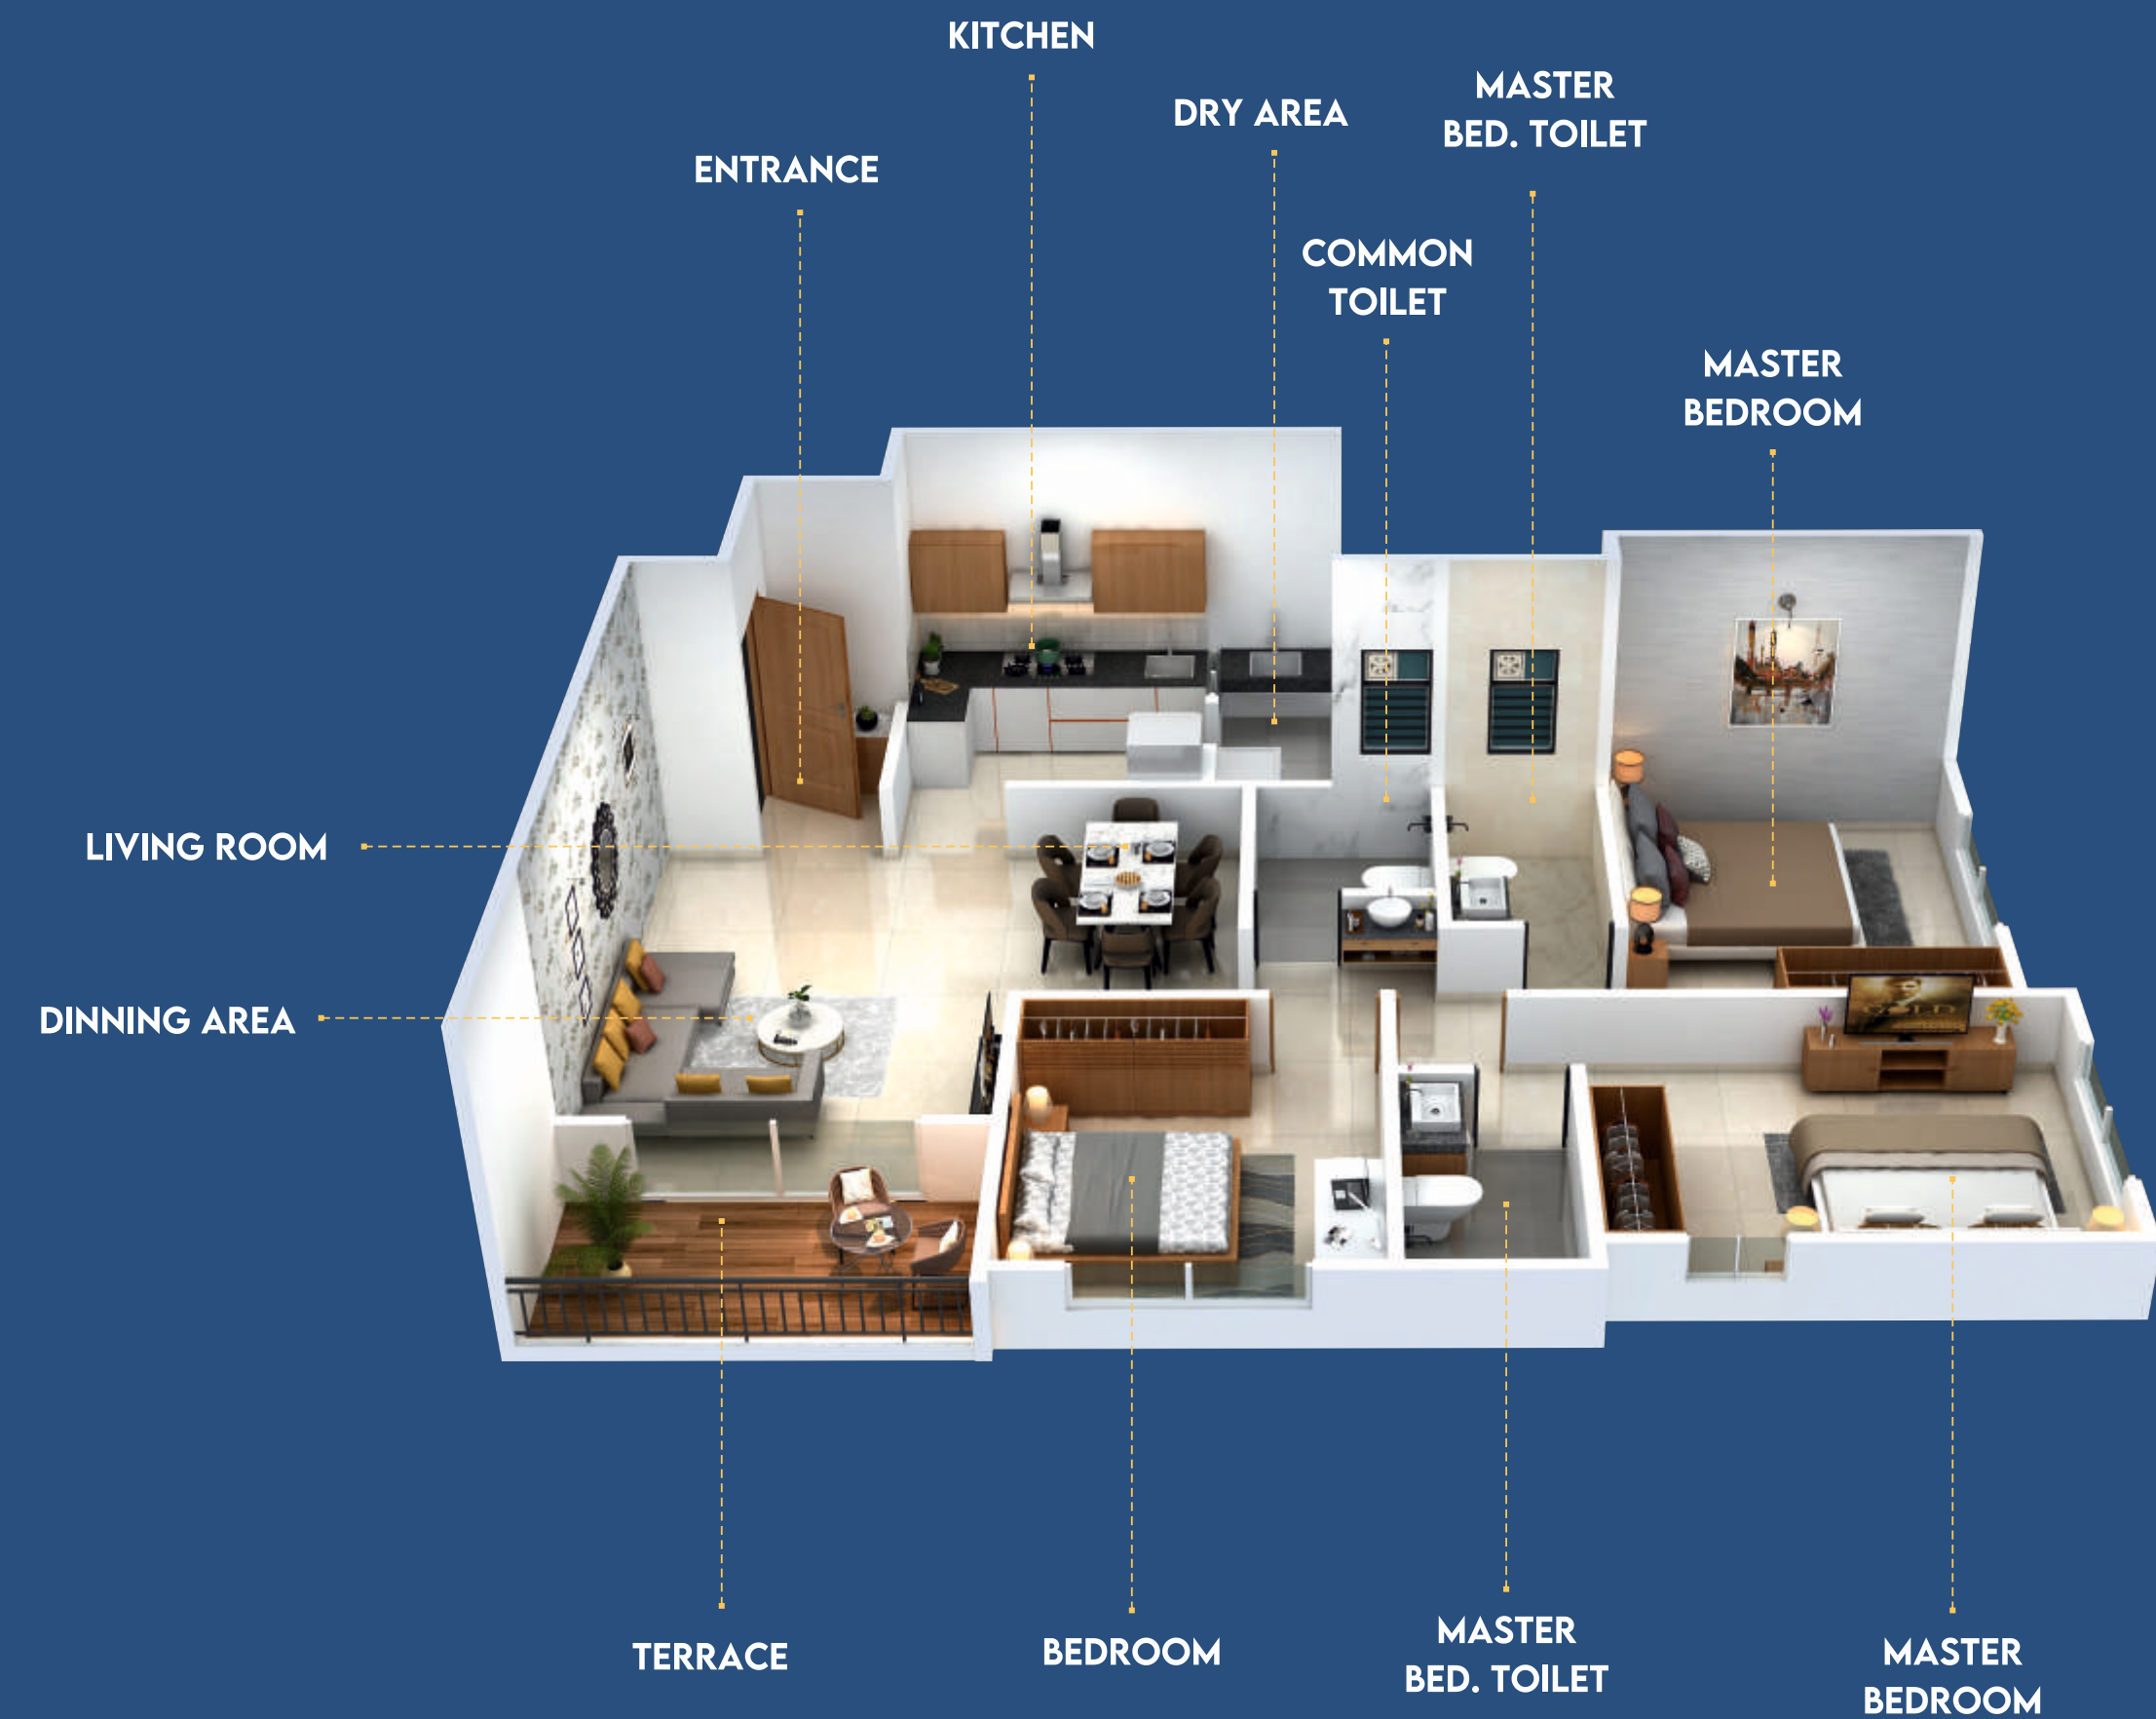 KITCHEN
DRY AREA
MASTER
BED. TOILET
ENTRANCE
COMMON
TOILET
MASTER
BEDROOM
LIVING ROOM
DINNING AREA
GOLD
TERRACE
BEDROOM
MASTER
BED. TOILET
MASTER
BEDROOM